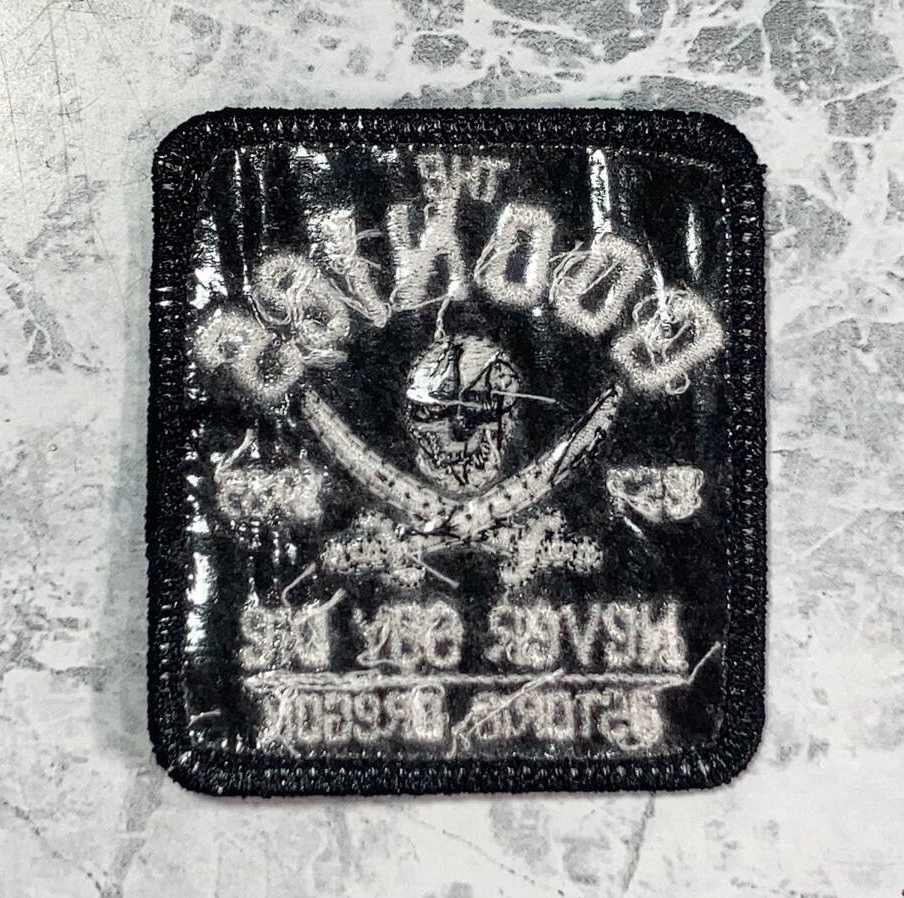 THE
GOONIES
NEVER SAY DIE
ASTORIA, OREGON